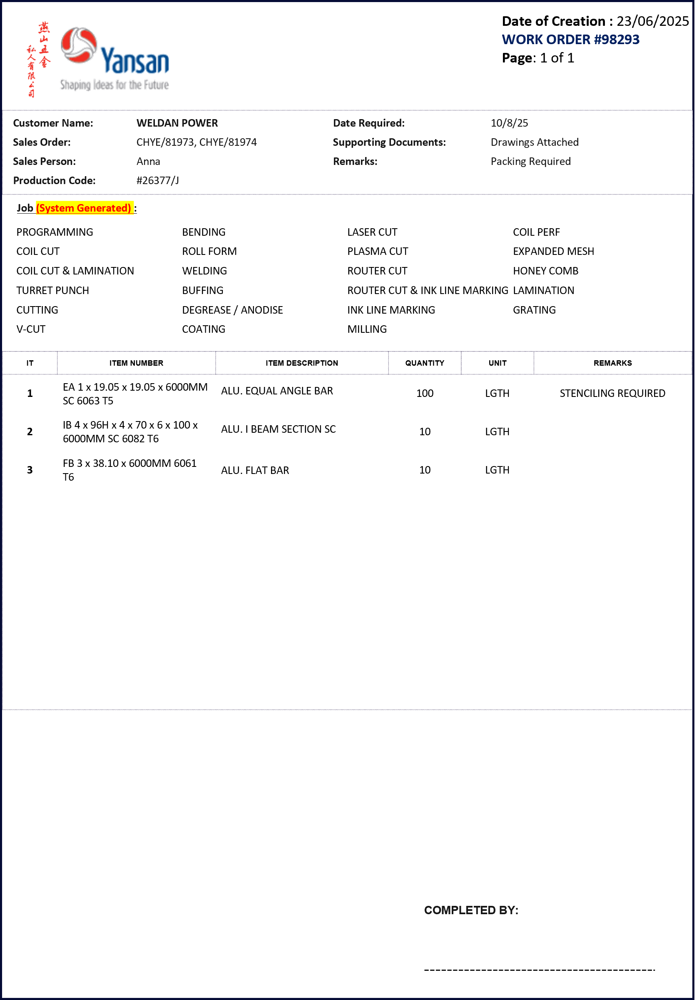 燕山五金
私人有限公司
Yansan
Shaping Ideas for the Future
Date of Creation : 23/06/2025
WORK ORDER #98293
Page: 1 of 1
Customer Name: WELDAN POWER Date Required: 10/8/25
Sales Order: CHYE/81973, CHYE/81974 Supporting Documents: Drawings Attached
Sales Person: Anna Remarks: Packing Required
Production Code: #26377/J
Job (System Generated) :
PROGRAMMING BENDING LASER CUT COIL PERF
COIL CUT ROLL FORM PLASMA CUT EXPANDED MESH
COIL CUT & LAMINATION WELDING ROUTER CUT HONEY COMB
TURRET PUNCH BUFFING ROUTER CUT & INK LINE MARKING LAMINATION
CUTTING DEGREASE / ANODISE INK LINE MARKING GRATING
V-CUT COATING MILLING
IT ITEM NUMBER ITEM DESCRIPTION QUANTITY UNIT REMARKS
1 EA 1 x 19.05 x 19.05 x 6000MM ALU. EQUAL ANGLE BAR 100 LGTH STENCILING REQUIRED
SC 6063 T5
2 IB 4 x 96H x 4 x 70 x 6 x 100 x ALU. I BEAM SECTION SC 10 LGTH
6000MM SC 6082 T6
3 FB 3 x 38.10 x 6000MM 6061 ALU. FLAT BAR 10 LGTH
T6
COMPLETED BY: